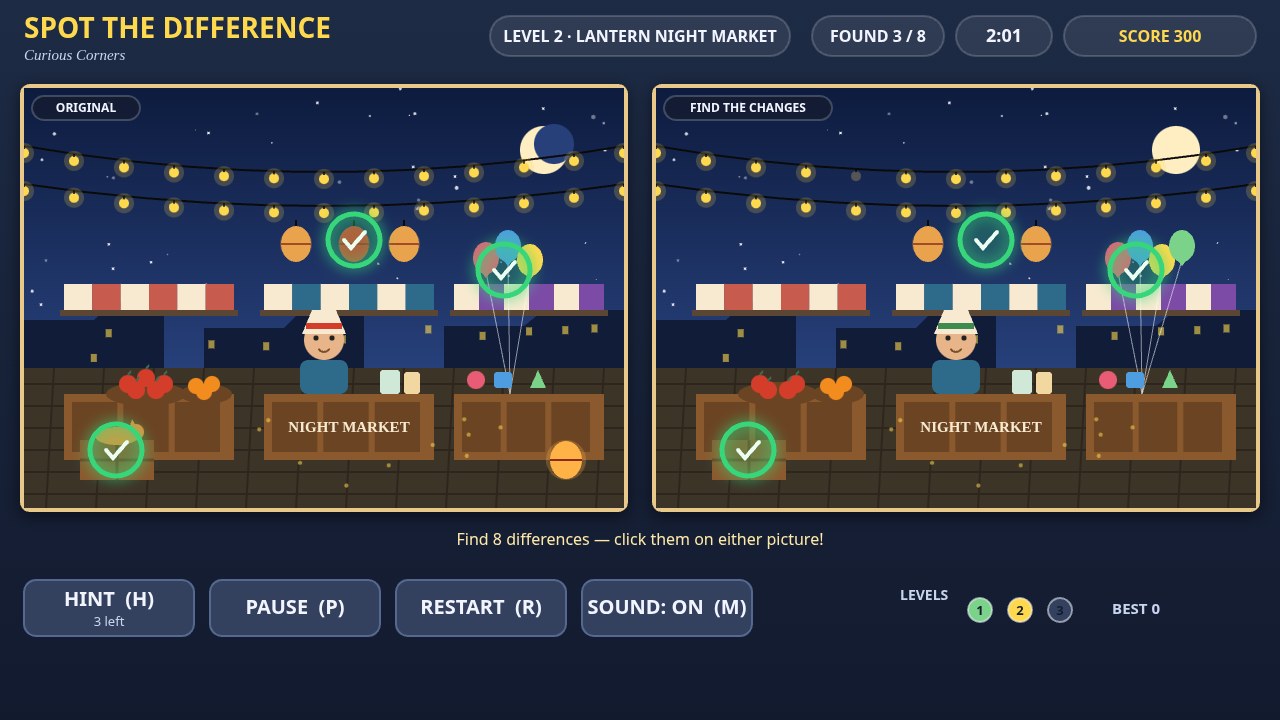 SPOT THE DIFFERENCE
Curious Corners
LEVEL 2 · LANTERN NIGHT MARKET
FOUND 3 / 8
2:01
SCORE 300
ORIGINAL
FIND THE CHANGES
NIGHT MARKET
NIGHT MARKET
Find 8 differences — click them on either picture!
HINT (H)
3 left
PAUSE (P)
RESTART (R)
SOUND: ON (M)
LEVELS
1
2
3
BEST 0